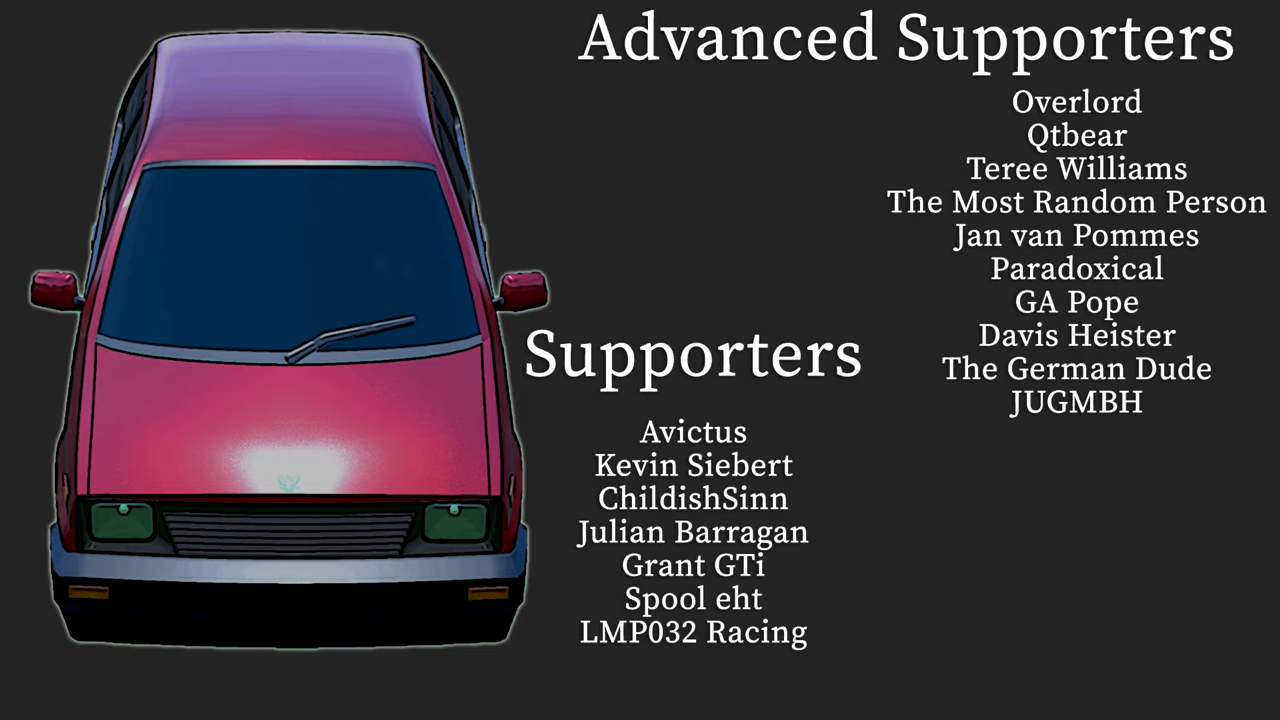 Advanced Supporters
Overlord
Qtbear
Teree Williams
The Most Random Person
Jan van Pommes
Paradoxical
GA Pope
Davis Heister
The German Dude
JUGMBH
Supporters
Avictus
Kevin Siebert
ChildishSinn
Julian Barragan
Grant GTi
Spool eht
LMP032 Racing